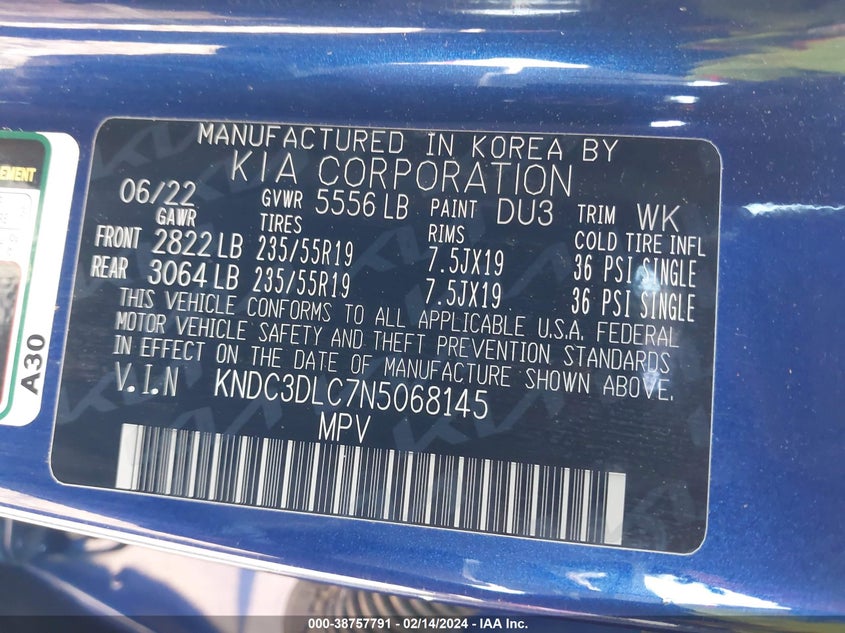 MANUFACTURED IN KOREA BY
KIA CORPORATION
06/22 GVWR 5556 LB PAINT DU3 TRIM WK
GAWR TIRES RIMS COLD TIRE INFL
FRONT 2822 LB 235/55R19 7.5JX19 36 PSI SINGLE
REAR 3064 LB 235/55R19 7.5JX19 36 PSI SINGLE
THIS VEHICLE CONFORMS TO ALL APPLICABLE U.S.A. FEDERAL
MOTOR VEHICLE SAFETY AND THEFT PREVENTION STANDARDS
IN EFFECT ON THE DATE OF MANUFACTURE SHOWN ABOVE.
V.I.N KNDC3DLC7N5068145
MPV
A30
000-38757791 - 02/14/2024 - IAA Inc.